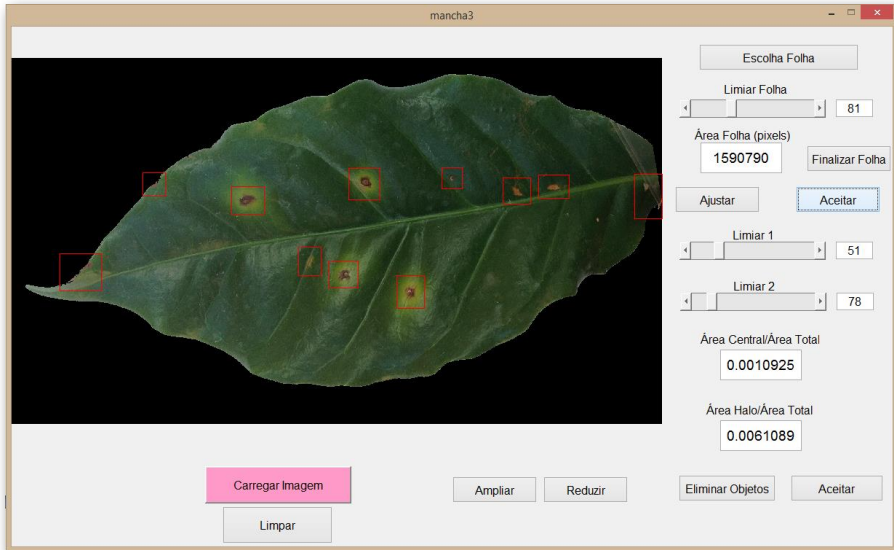 mancha3
Escolha Folha
Limiar Folha
81
Área Folha (pixels)
1590790
Finalizar Folha
Ajustar
Aceitar
Limiar 1
51
Limiar 2
78
Área Central/Área Total
0.0010925
Área Halo/Área Total
0.0061089
Carregar Imagem
Ampliar
Reduzir
Eliminar Objetos
Aceitar
Limpar